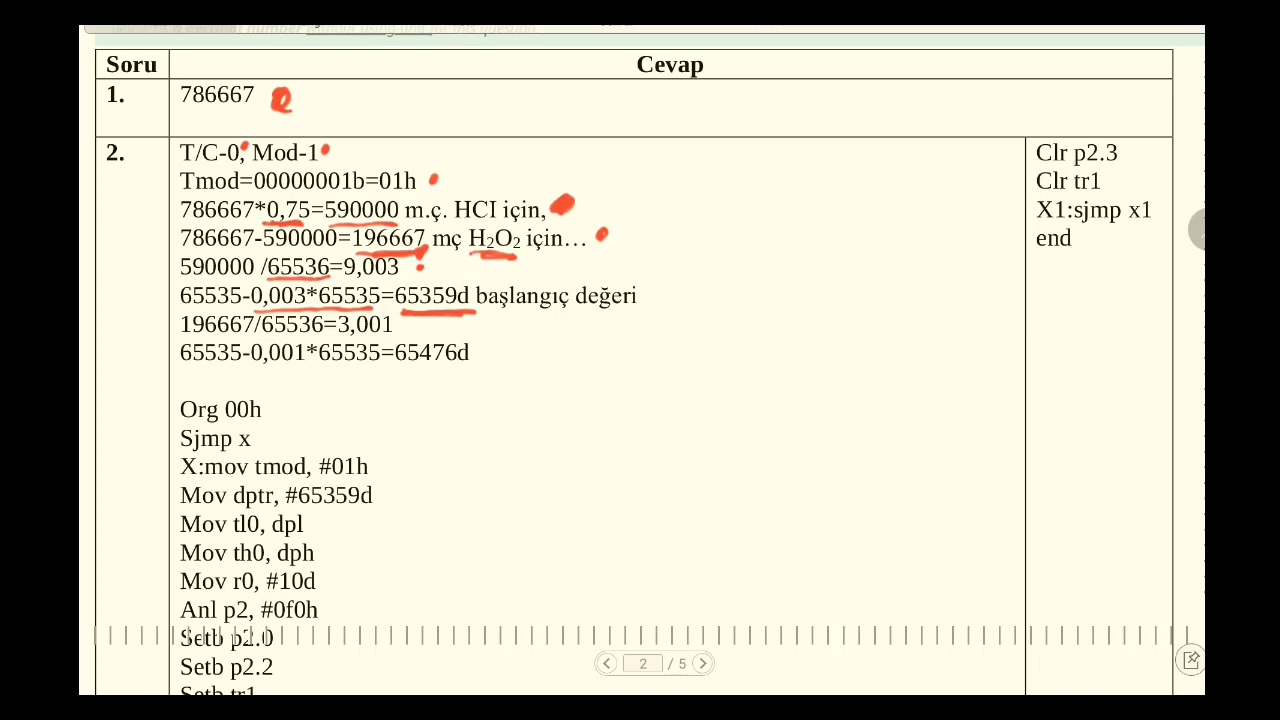 Soru Cevap
1. 786667
2. T/C-0, Mod-1
Tmod=00000001b=01h
786667*0,75=590000 m.ç. HCI için,
786667-590000=196667 mç H₂O₂ için…
590000 /65536=9,003
65535-0,003*65535=65359d başlangıç değeri
196667/65536=3,001
65535-0,001*65535=65476d
Org 00h
Sjmp x
X:mov tmod, #01h
Mov dptr, #65359d
Mov tl0, dpl
Mov th0, dph
Mov r0, #10d
Anl p2, #0f0h
Setb p2.0
Setb p2.2
Setb tr1
Clr p2.3
Clr tr1
X1:sjmp x1
end
2 / 5